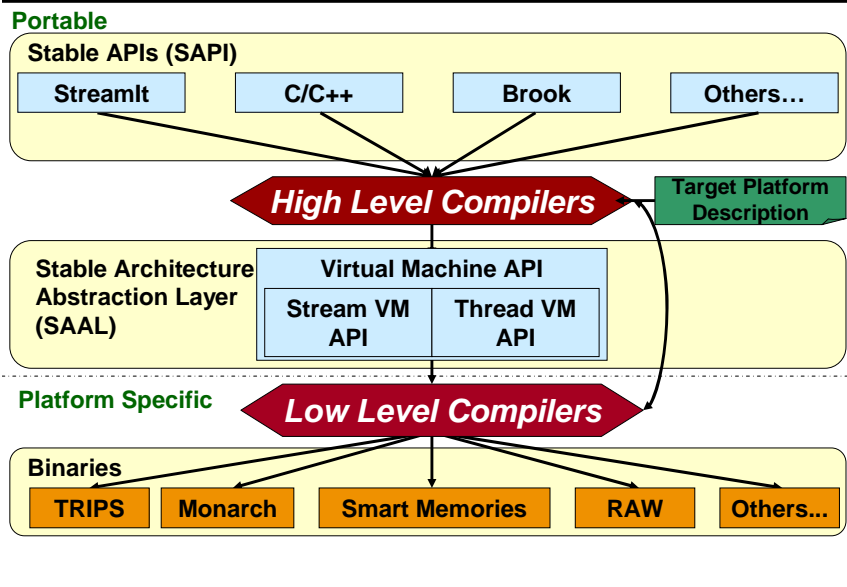 Portable
Stable APIs (SAPI)
StreamIt
C/C++
Brook
Others…
High Level Compilers
Target Platform
Description
Stable Architecture
Abstraction Layer
(SAAL)
Virtual Machine API
Stream VM
API
Thread VM
API
Platform Specific
Low Level Compilers
Binaries
TRIPS
Monarch
Smart Memories
RAW
Others...